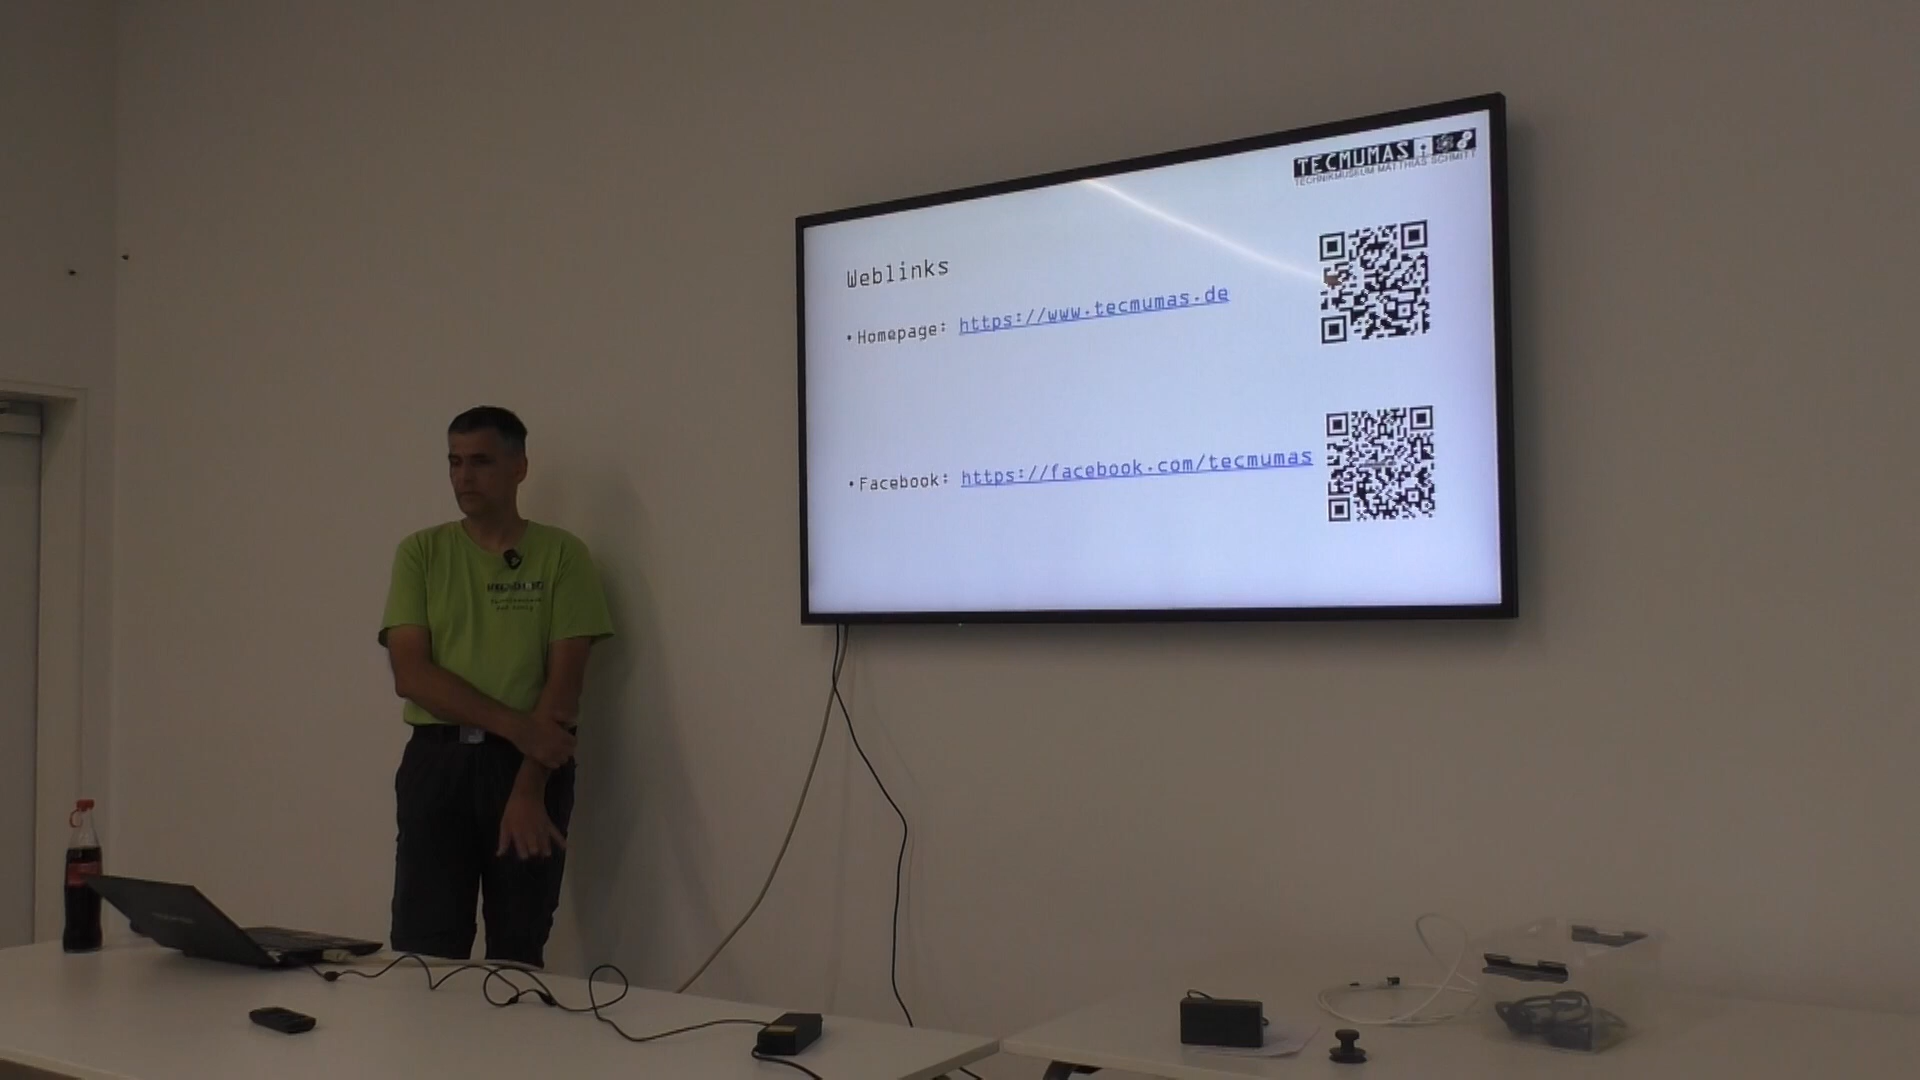 TECMUMAS
TECHNIKMUSEUM MATTHIAS SCHMITT
Weblinks
• Homepage: https://www.tecmumas.de
• Facebook: https://facebook.com/tecmumas